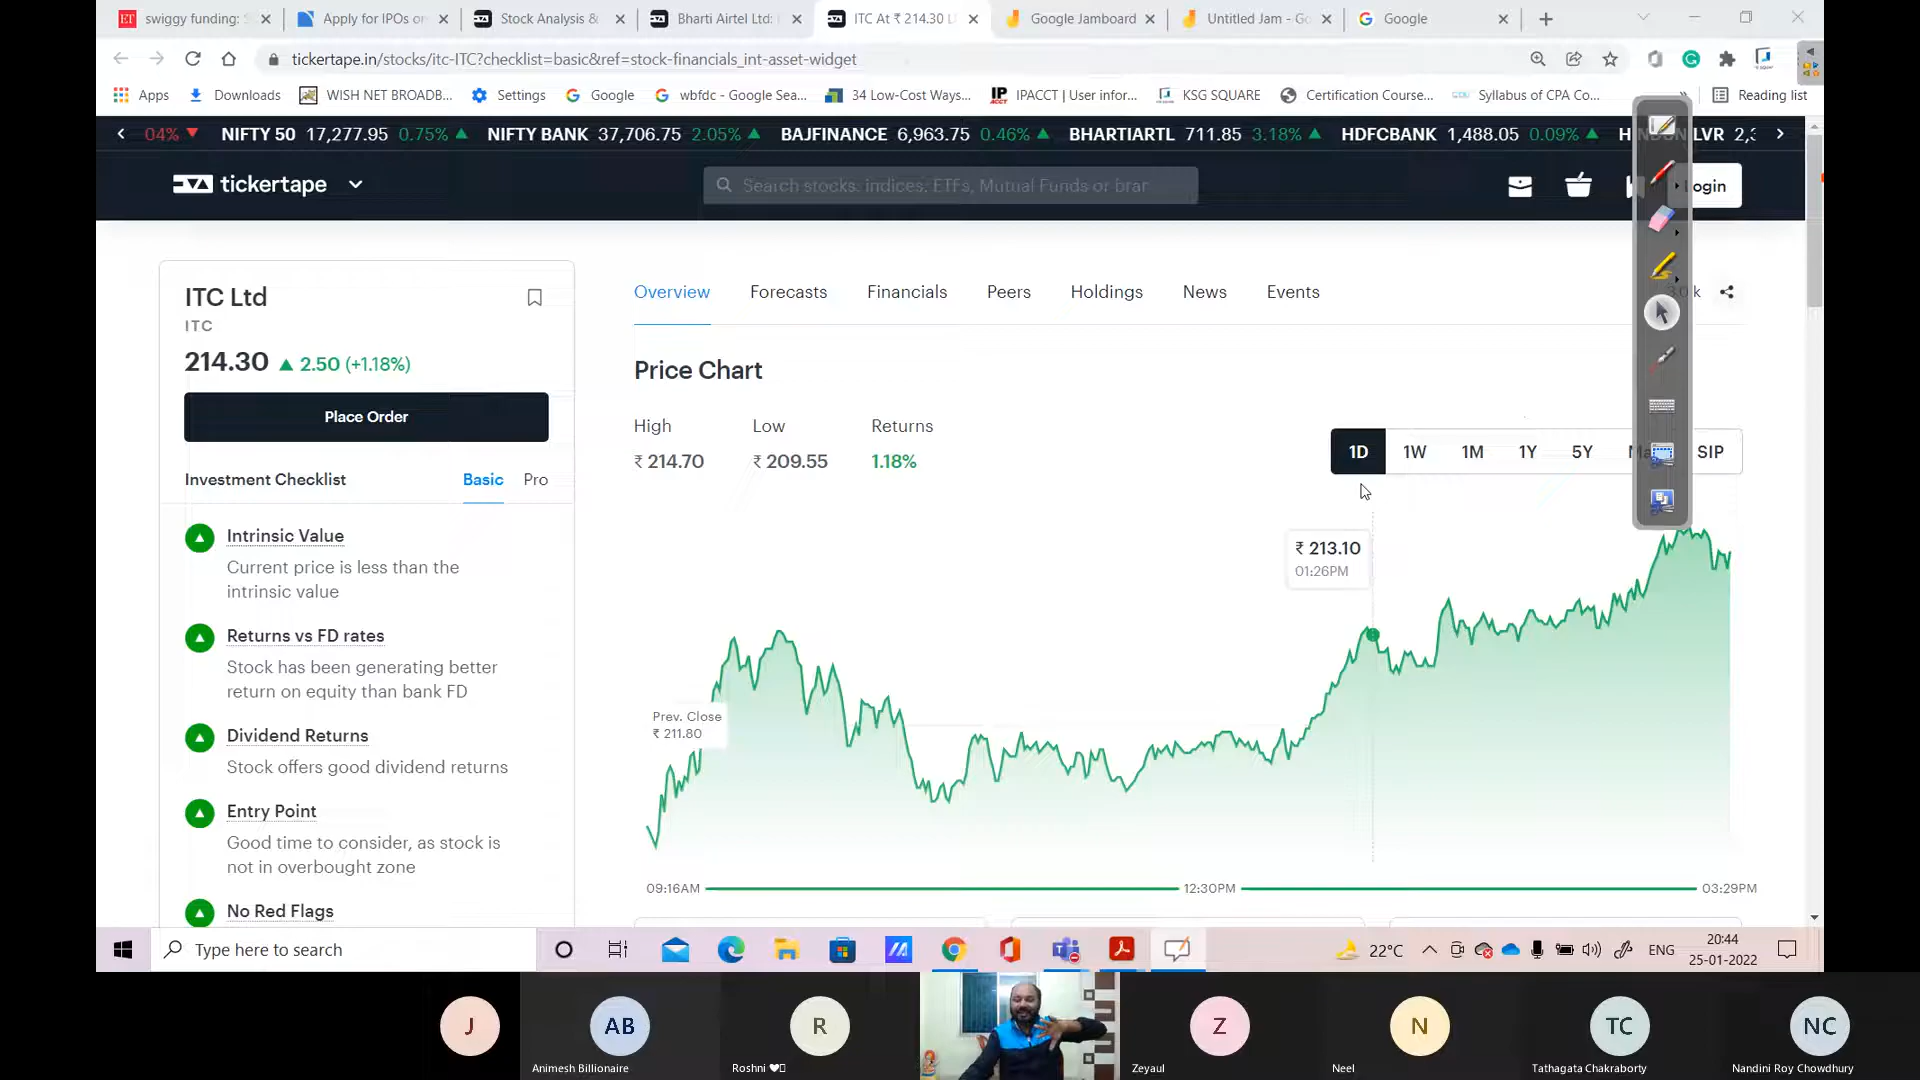 swiggy funding: S
Apply for IPOs on
Stock Analysis &
Bharti Airtel Ltd:
ITC At ₹ 214.30 L
Google Jamboard
Untitled Jam - Go
Google
tickertape.in/stocks/itc-ITC?checklist=basic&ref=stock-financials_int-asset-widget
Apps
Downloads
WISH NET BROADB...
Settings
Google
wbfdc - Google Sea...
34 Low-Cost Ways...
IPACCT | User infor...
KSG SQUARE
Certification Course...
Syllabus of CPA Co...
Reading list
04% NIFTY 50 17,277.95 0.75% NIFTY BANK 37,706.75 2.05% BAJFINANCE 6,963.75 0.46% BHARTIARTL 711.85 3.18% HDFCBANK 1,488.05 0.09%
tickertape
Search stocks, indices, ETFs, Mutual Funds or brar
Login
ITC Ltd
ITC
214.30 2.50 (+1.18%)
Place Order
Investment Checklist Basic Pro
Intrinsic Value
Current price is less than the
intrinsic value
Returns vs FD rates
Stock has been generating better
return on equity than bank FD
Dividend Returns
Stock offers good dividend returns
Entry Point
Good time to consider, as stock is
not in overbought zone
No Red Flags
Overview Forecasts Financials Peers Holdings News Events
Price Chart
High Low Returns
₹ 214.70 ₹ 209.55 1.18%
1D 1W 1M 1Y 5Y SIP
₹ 213.10
01:26PM
Prev. Close
₹ 211.80
09:16AM 12:30PM 03:29PM
Type here to search
22°C
ENG
20:44
25-01-2022
J
AB
Animesh Billionaire
R
Roshni
Z
Zeyaul
N
Neel
TC
Tathagata Chakraborty
NC
Nandini Roy Chowdhury